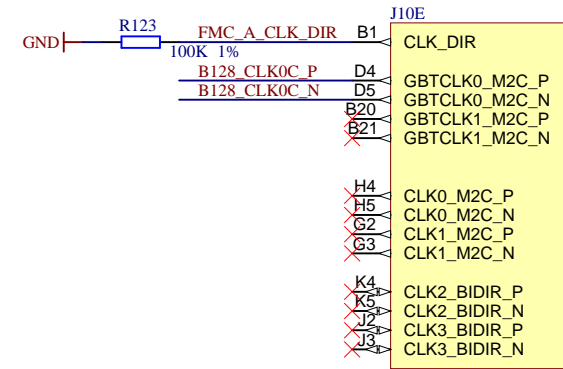 J10E
R123
GND
100K 1%
FMC_A_CLK_DIR B1 CLK_DIR
B128_CLK0C_P D4 GBTCLK0_M2C_P
B128_CLK0C_N D5 GBTCLK0_M2C_N
B20 GBTCLK1_M2C_P
B21 GBTCLK1_M2C_N
H4 CLK0_M2C_P
H5 CLK0_M2C_N
G2 CLK1_M2C_P
G3 CLK1_M2C_N
K4 CLK2_BIDIR_P
K5 CLK2_BIDIR_N
J2 CLK3_BIDIR_P
J3 CLK3_BIDIR_N